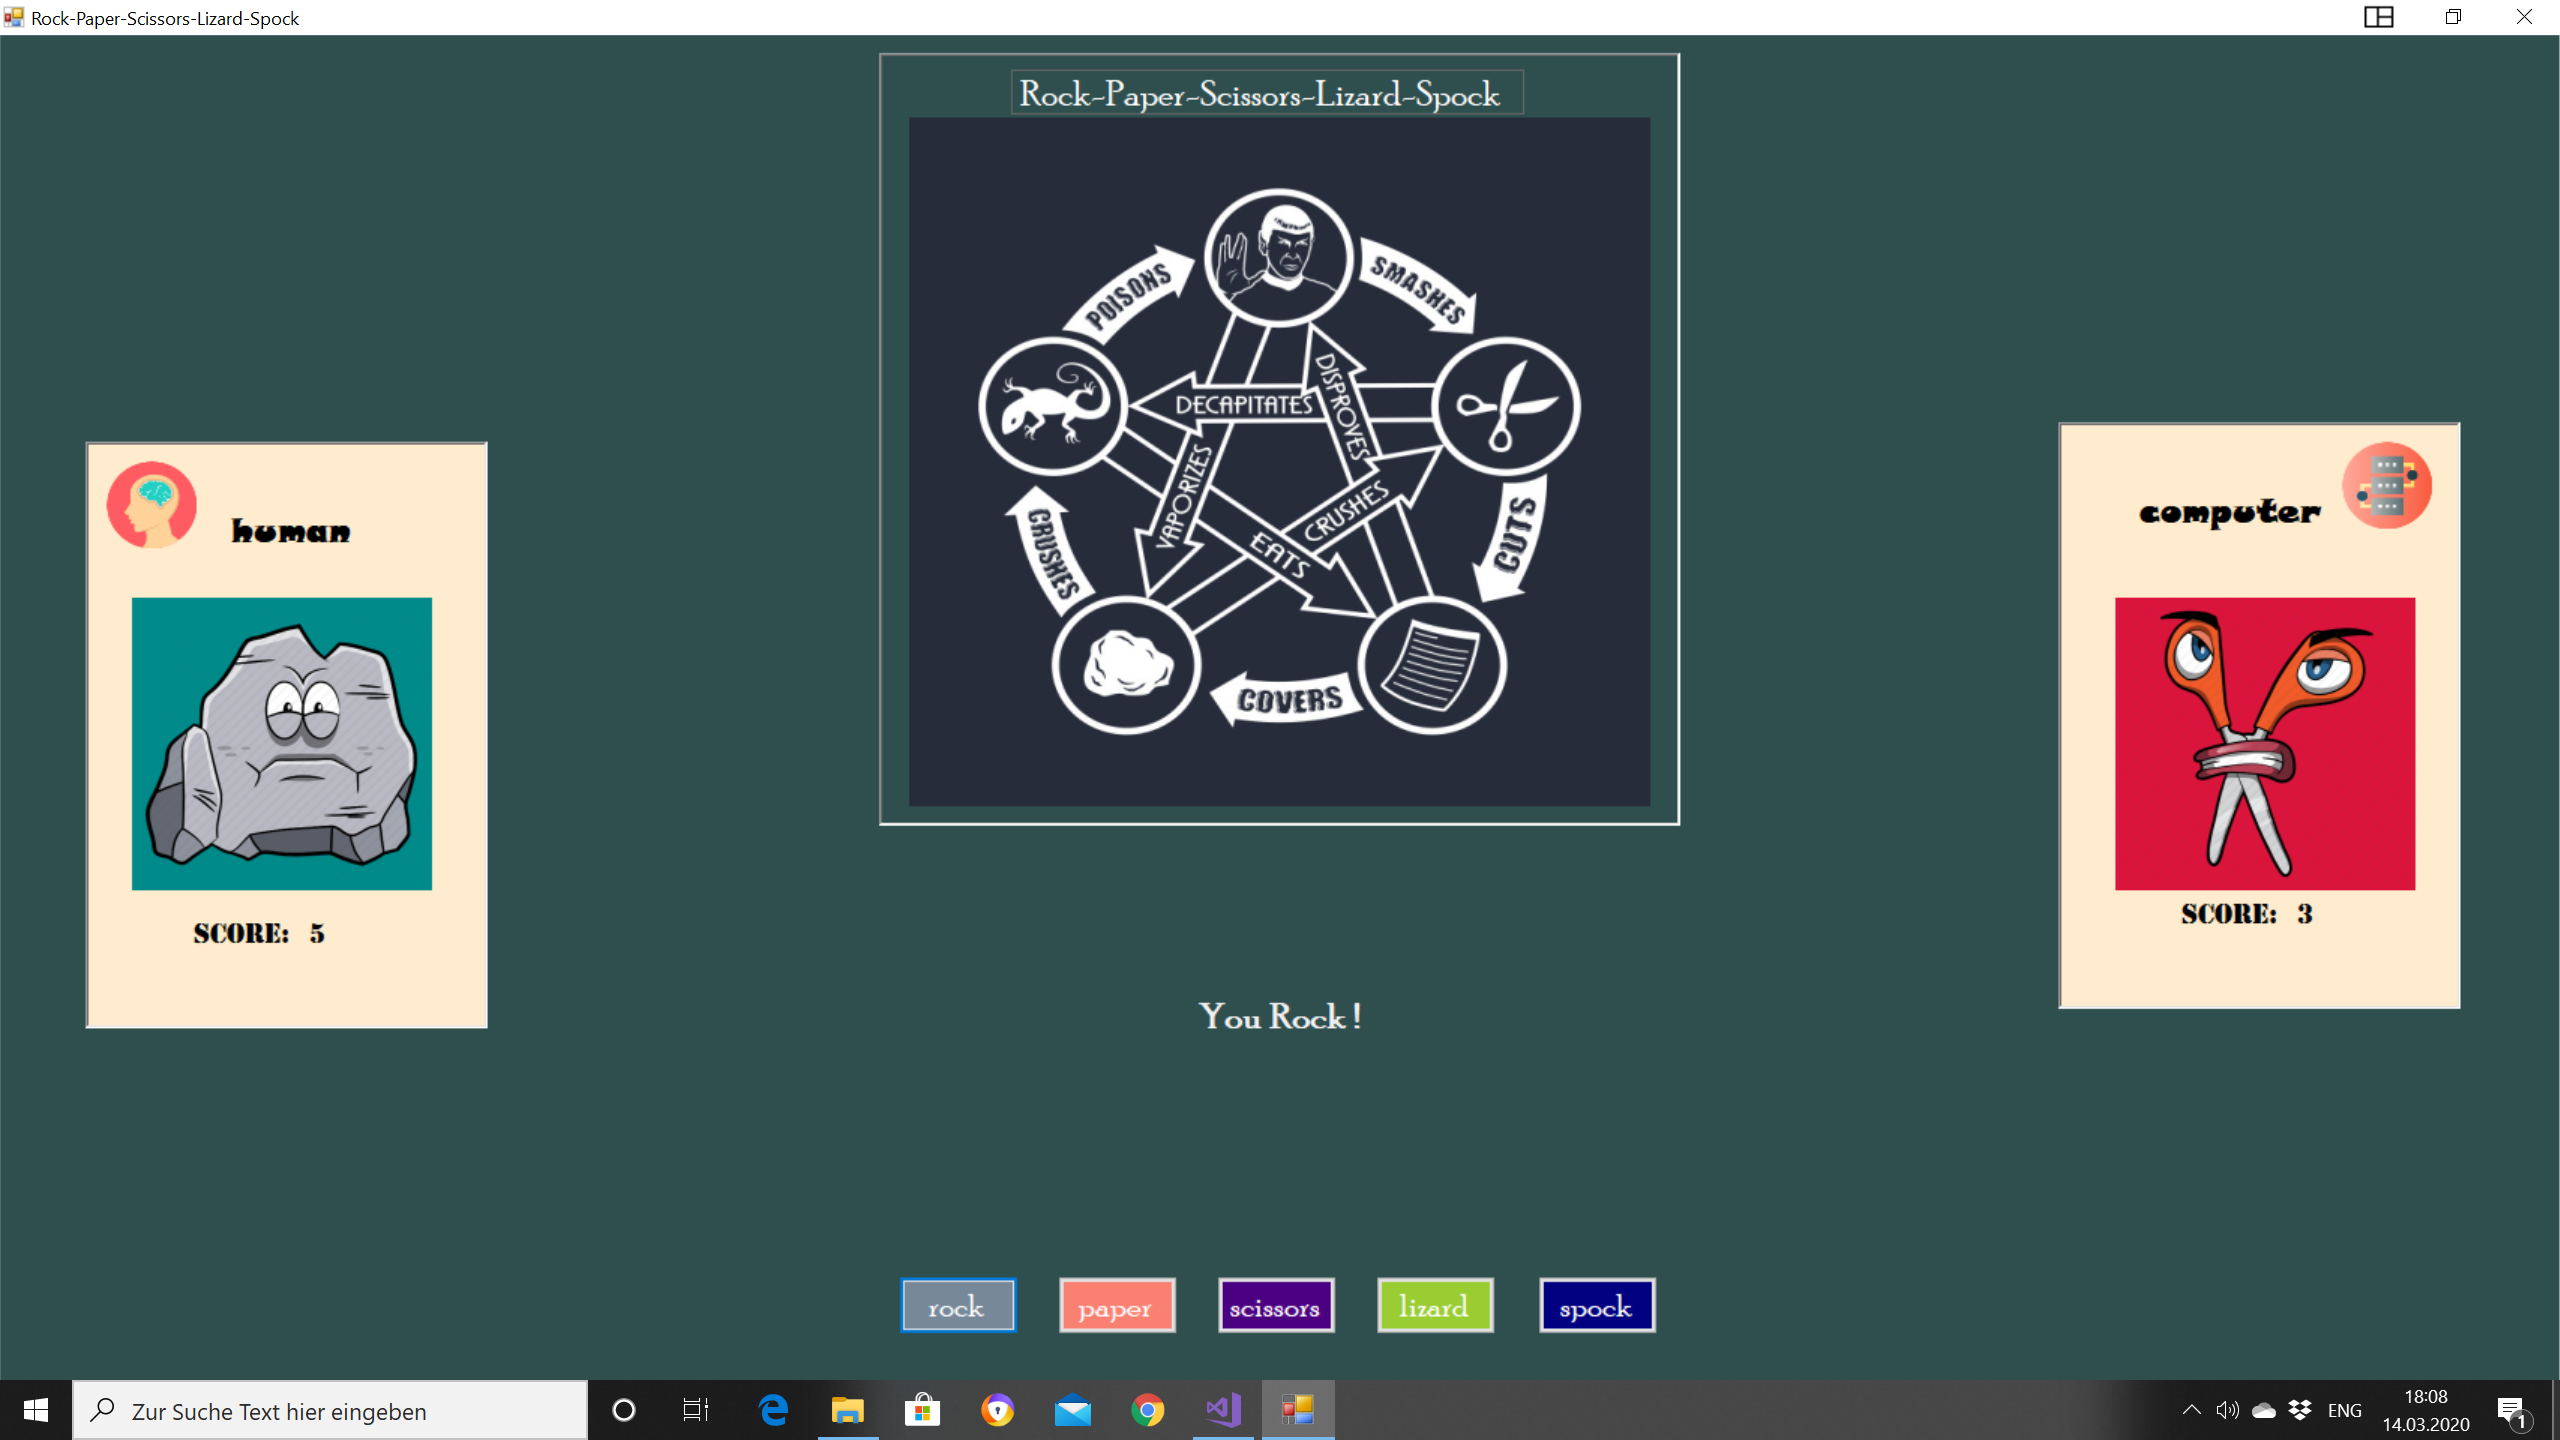 Rock-Paper-Scissors-Lizard-Spock
Rock-Paper-Scissors-Lizard-Spock
POISONS
SMASHES
DECAPITATES
DISPROVES
VAPORIZES
CRUSHES
EATS
CRUSHES
CUTS
COVERS
human
SCORE: 5
computer
SCORE: 3
You Rock !
rock
paper
scissors
lizard
spock
Zur Suche Text hier eingeben
ENG
18:08
14.03.2020
1